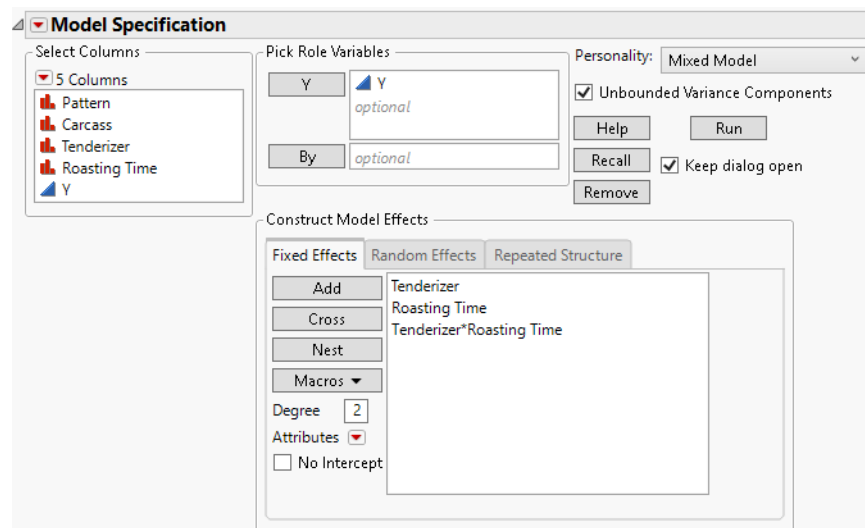 Model Specification
Select Columns
5 Columns
Pattern
Carcass
Tenderizer
Roasting Time
Y
Pick Role Variables
Y
Y
optional
By
optional
Personality:
Mixed Model
Unbounded Variance Components
Help
Run
Recall
Keep dialog open
Remove
Construct Model Effects
Fixed Effects
Random Effects
Repeated Structure
Add
Cross
Nest
Macros
Degree
2
Attributes
No Intercept
Tenderizer
Roasting Time
Tenderizer*Roasting Time